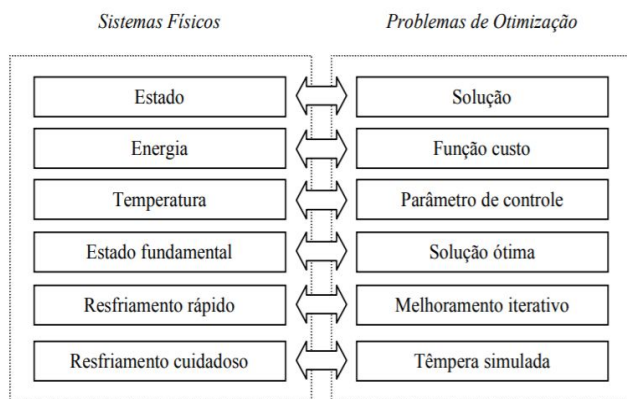 Sistemas Físicos
Problemas de Otimização
Estado
Solução
Energia
Função custo
Temperatura
Parâmetro de controle
Estado fundamental
Solução ótima
Resfriamento rápido
Melhoramento iterativo
Resfriamento cuidadoso
Têmpera simulada